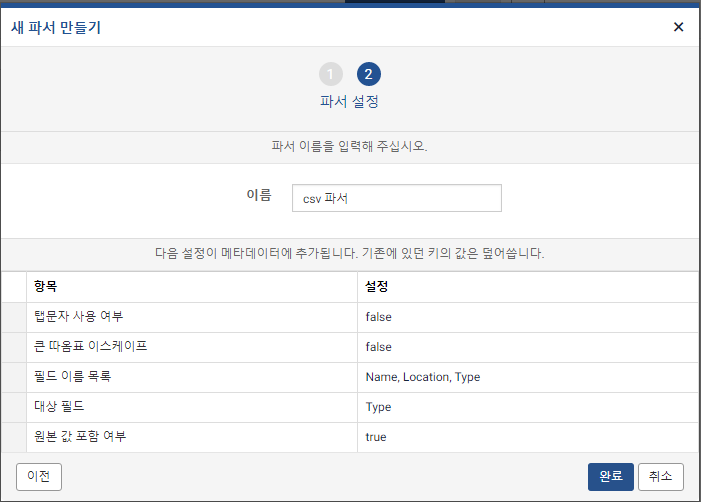 새 파서 만들기
×
1 2
파서 설정
파서 이름을 입력해 주십시오.
이름 csv 파서
다음 설정이 메타데이터에 추가됩니다. 기존에 있던 키의 값은 덮어씁니다.
항목 설정
탭문자 사용 여부 false
큰 따옴표 이스케이프 false
필드 이름 목록 Name, Location, Type
대상 필드 Type
원본 값 포함 여부 true
이전 완료 취소